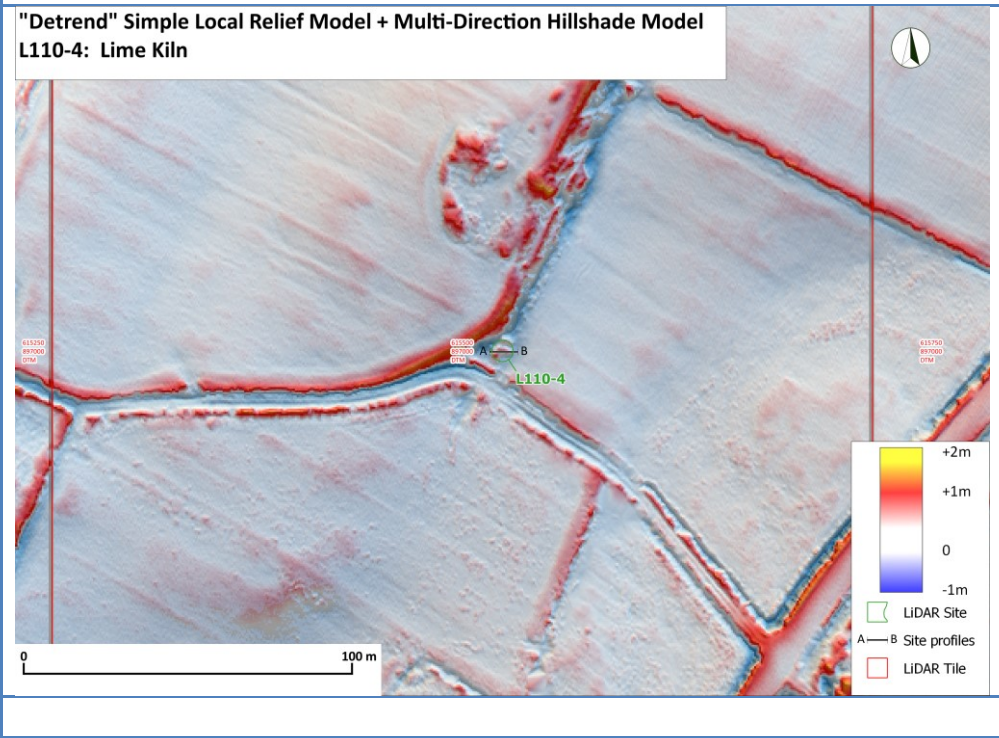 "Detrend" Simple Local Relief Model + Multi-Direction Hillshade Model
L110-4: Lime Kiln
615250
897000
DTM
615500
897000
DTM
A
B
L110-4
615750
897000
DTM
+2m
+1m
0
-1m
LiDAR Site
A B Site profiles
LiDAR Tile
0 100 m